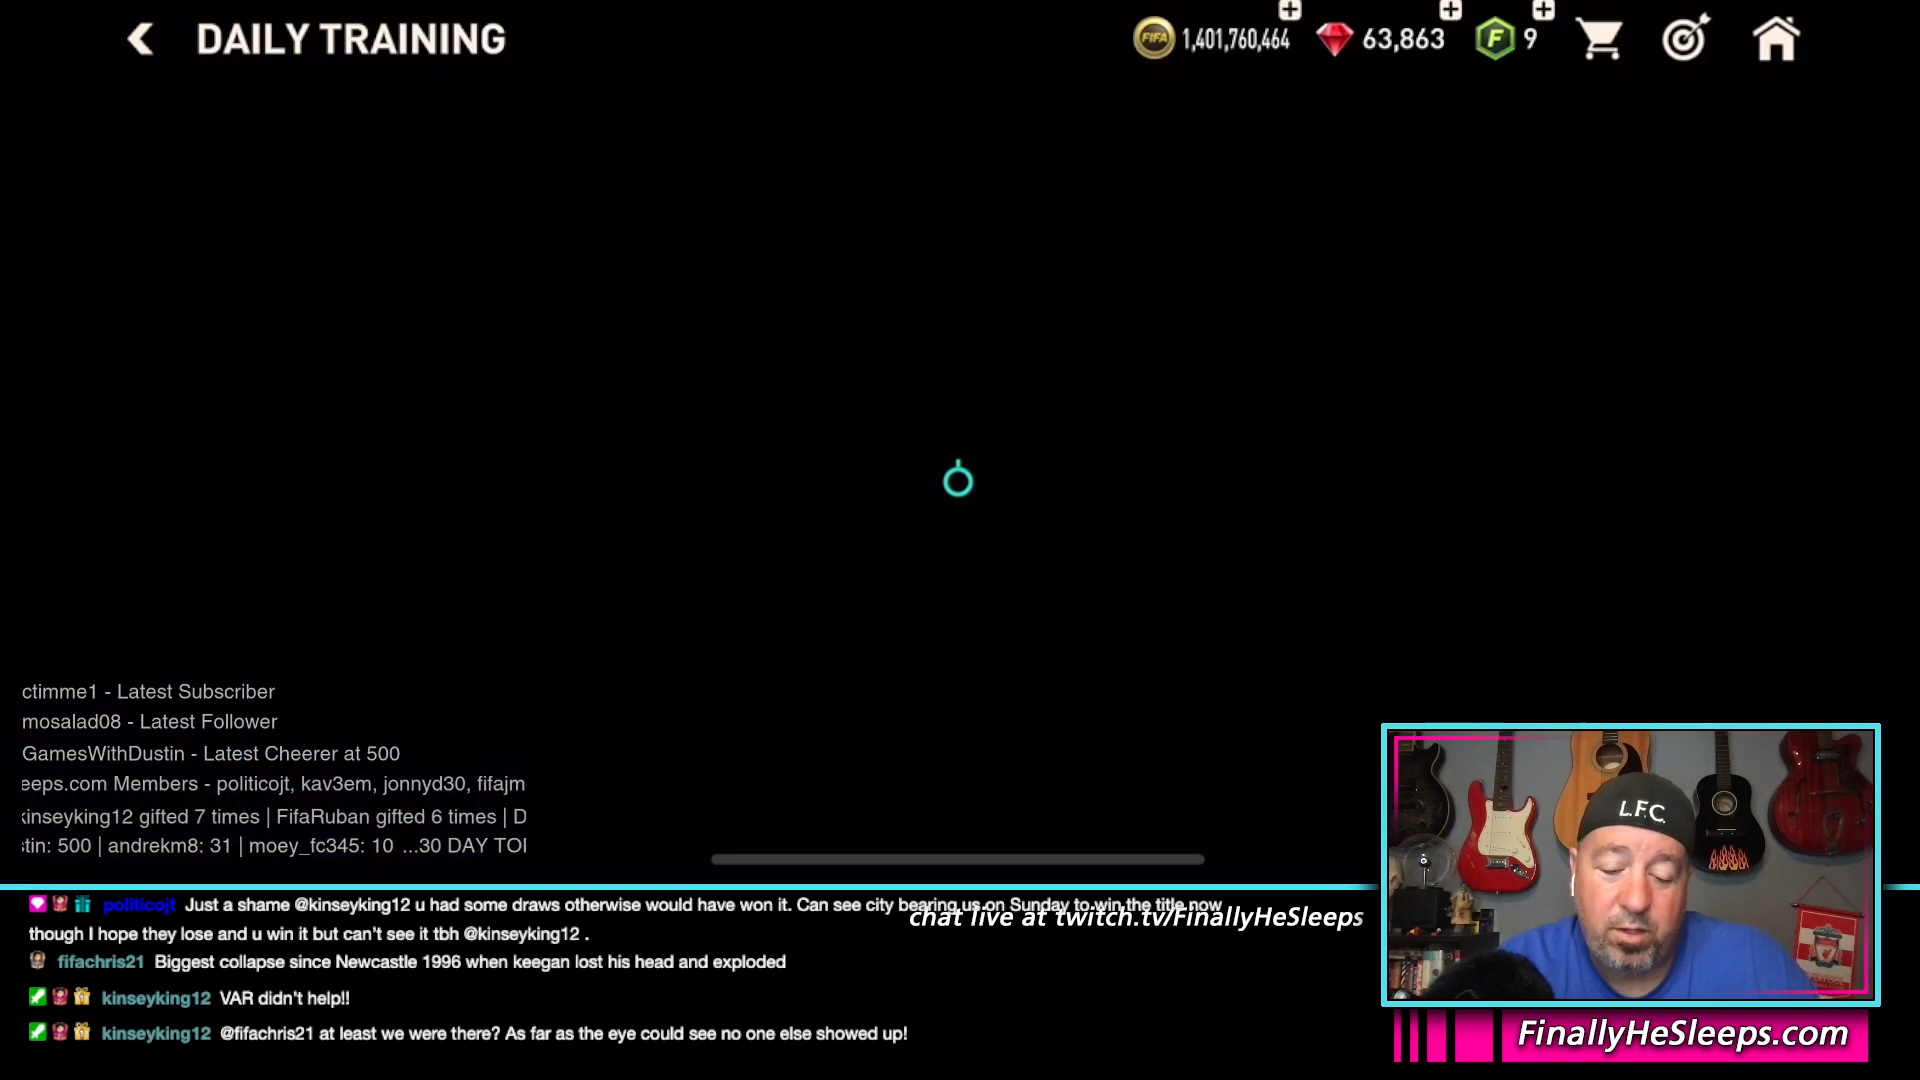 DAILY TRAINING
FIFA 1,401,760,464 63,863 F 9
ctimme1 - Latest Subscriber
mosalad08 - Latest Follower
GamesWithDustin - Latest Cheerer at 500
eeps.com Members - politicojt, kav3em, jonnyd30, fifajm
kinseyking12 gifted 7 times | FifaRuban gifted 6 times | D
tin: 500 | andrekm8: 31 | moey_fc345: 10 ...30 DAY TOI
politicojt Just a shame @kinseyking12 u had some draws otherwise would have won it. Can see city bearing us on Sunday to win the title now
though I hope they lose and u win it but can't see it tbh @kinseyking12 .
chat live at twitch.tv/FinallyHeSleeps
fifachris21 Biggest collapse since Newcastle 1996 when keegan lost his head and exploded
kinseyking12 VAR didn't help!!
kinseyking12 @fifachris21 at least we were there? As far as the eye could see no one else showed up!
L.F.C.
FinallyHeSleeps.com